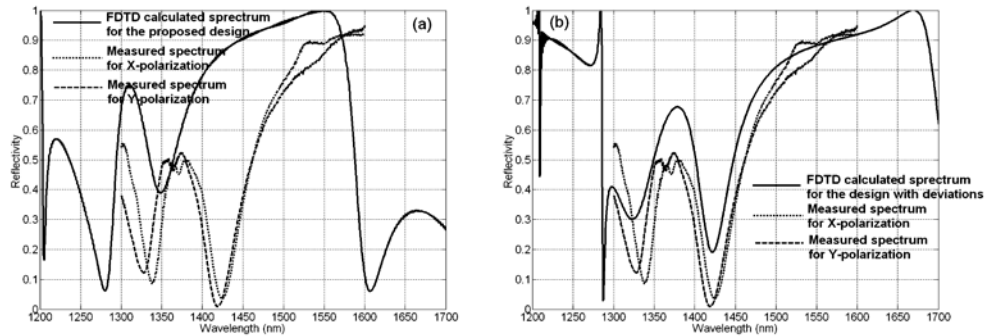 (a)
FDTD calculated spectrum
for the proposed design
Measured spectrum
for X-polarization
Measured spectrum
for Y-polarization
Reflectivity
1
0.9
0.8
0.7
0.6
0.5
0.4
0.3
0.2
0.1
0
1200 1250 1300 1350 1400 1450 1500 1550 1600 1650 1700
Wavelength (nm)
(b)
FDTD calculated spectrum
for the design with deviations
Measured spectrum
for X-polarization
Measured spectrum
for Y-polarization
Reflectivity
1
0.9
0.8
0.7
0.6
0.5
0.4
0.3
0.2
0.1
0
1200 1250 1300 1350 1400 1450 1500 1550 1600 1650 1700
Wavelength (nm)